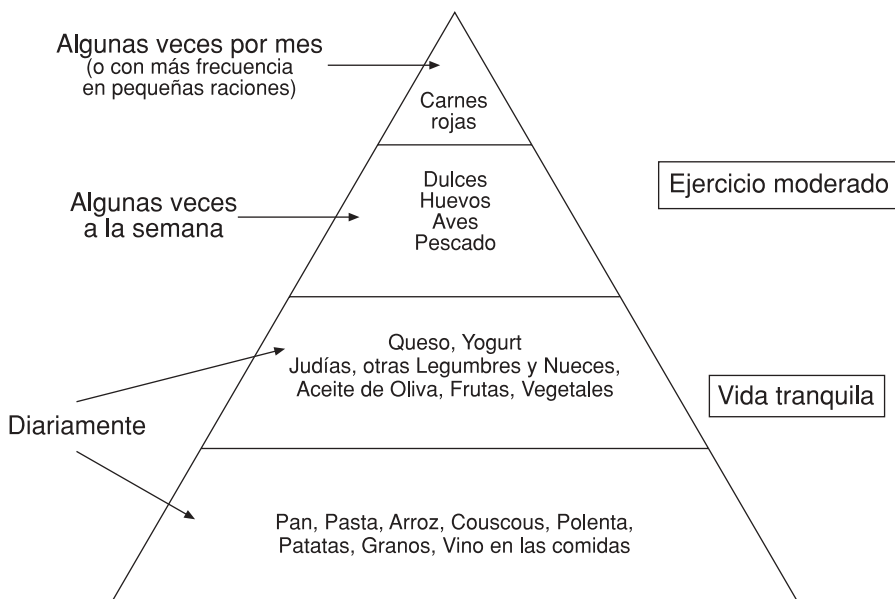 Algunas veces por mes
(o con más frecuencia
en pequeñas raciones)
Carnes
rojas
Algunas veces
a la semana
Dulces
Huevos
Aves
Pescado
Ejercicio moderado
Queso, Yogurt
Judías, otras Legumbres y Nueces,
Aceite de Oliva, Frutas, Vegetales
Vida tranquila
Diariamente
Pan, Pasta, Arroz, Couscous, Polenta,
Patatas, Granos, Vino en las comidas